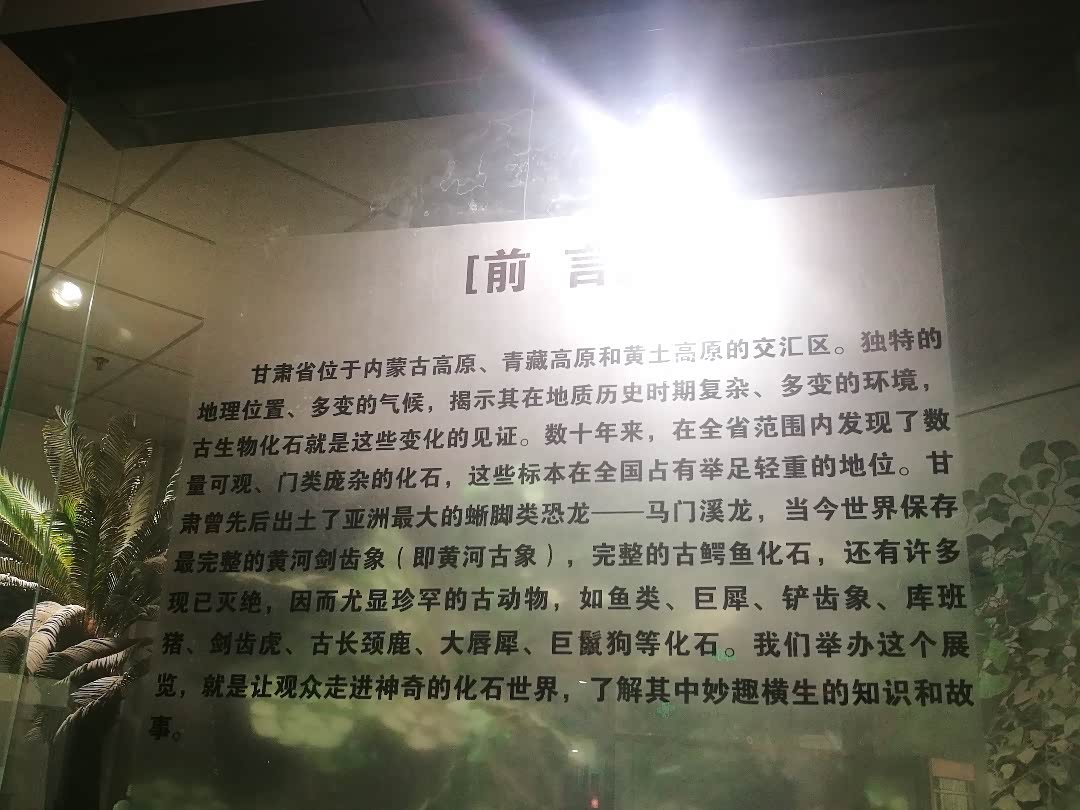 [前 言
甘肃省位于内蒙古高原、青藏高原和黄土高原的交汇区。独特的
地理位置、多变的气候，揭示其在地质历史时期复杂、多变的环境，
古生物化石就是这些变化的见证。数十年来，在全省范围内发现了数
量可观、门类庞杂的化石，这些标本在全国占有举足轻重的地位。甘
肃曾先后出土了亚洲最大的蜥脚类恐龙——马门溪龙，当今世界保存
最完整的黄河剑齿象（即黄河古象），完整的古鳄鱼化石，还有许多
现已灭绝，因而尤显珍罕的古动物，如鱼类、巨犀、铲齿象、库班
猪、剑齿虎、古长颈鹿、大唇犀、巨鬣狗等化石。我们举办这个展
览，就是让观众走进神奇的化石世界，了解其中妙趣横生的知识和故
事。